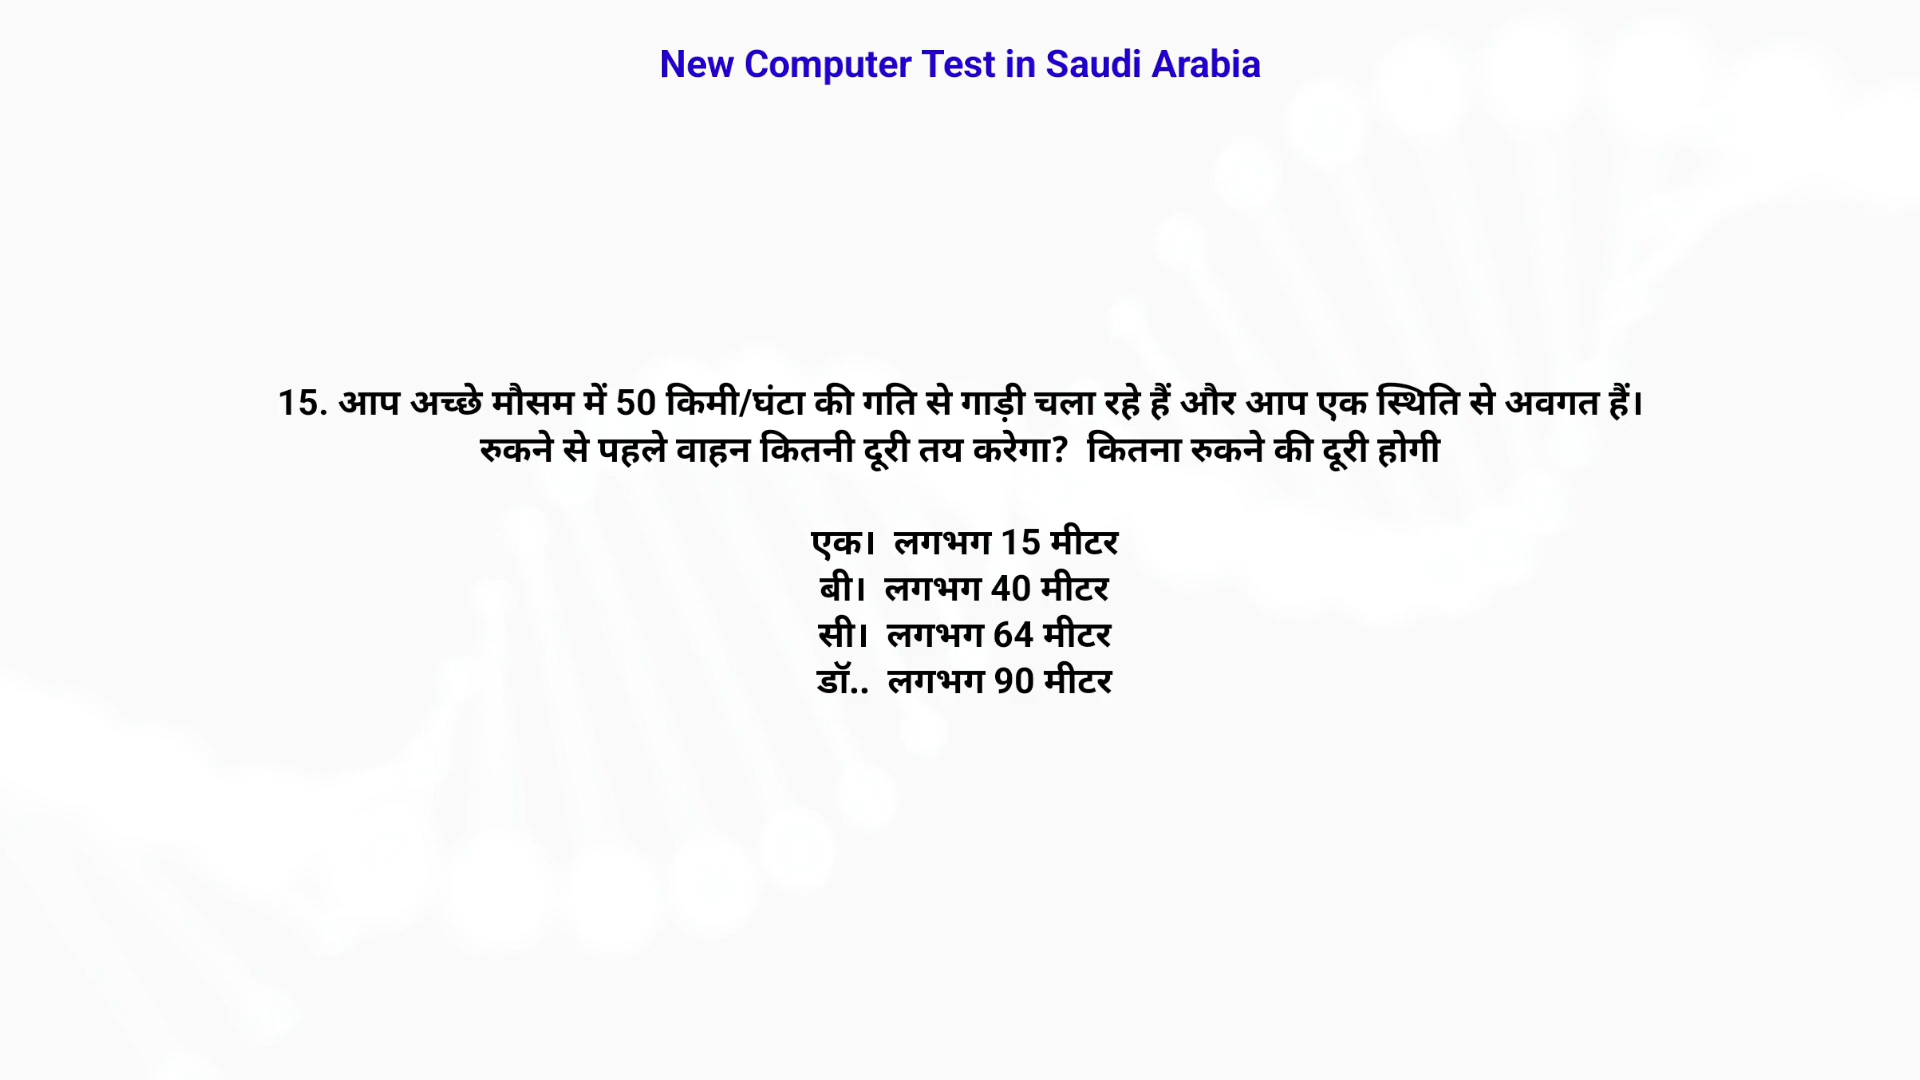 New Computer Test in Saudi Arabia
15. आप अच्छे मौसम में 50 किमी/घंटा की गति से गाड़ी चला रहे हैं और आप एक स्थिति से अवगत हैं।
रुकने से पहले वाहन कितनी दूरी तय करेगा?  कितना रुकने की दूरी होगी
एक।  लगभग 15 मीटर
बी।  लगभग 40 मीटर
सी।  लगभग 64 मीटर
डॉ..  लगभग 90 मीटर